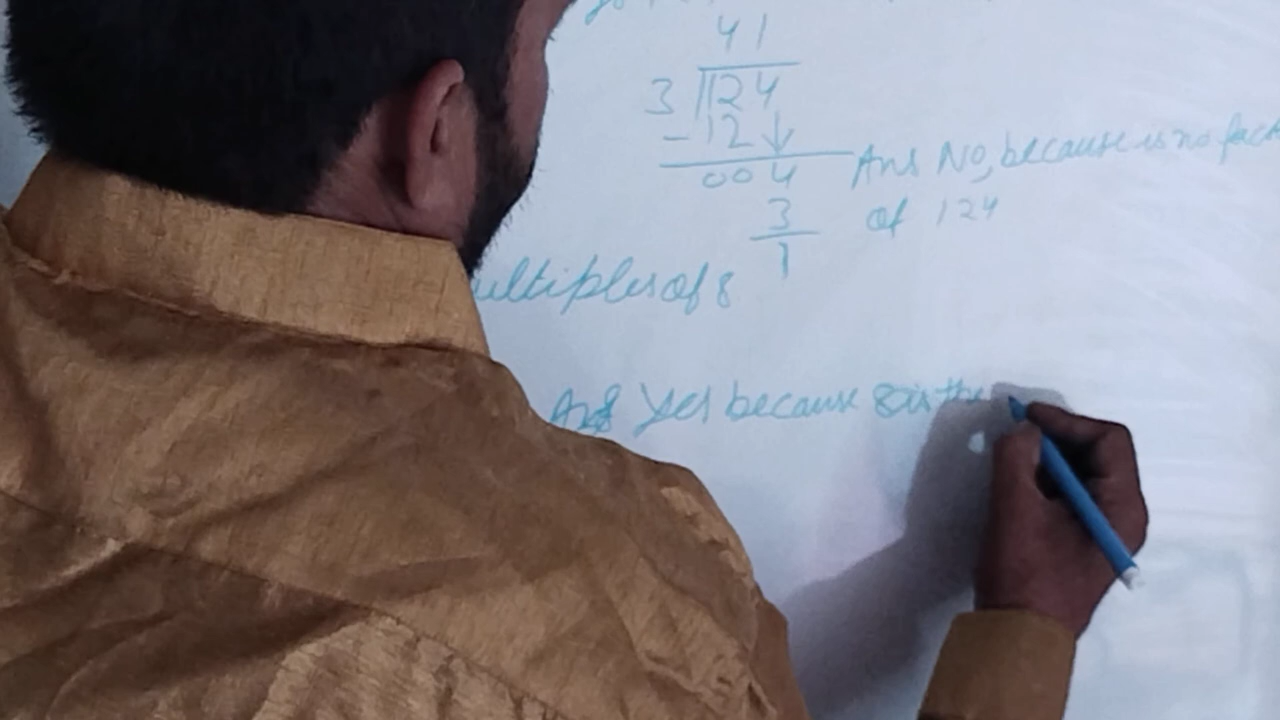 41
3 124
- 12 ↓
004 Ans No, because is no fact
3 of 124
1
ultiples of 8
Ans Yes because 8 is the